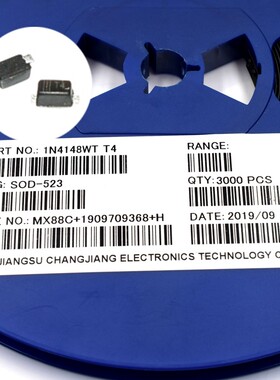 RT NO.: 1N4148WT T4
RANGE:
G: SOD-523
QTY:3000 PCS
NO.: MX88C+1909709368+H
DATE: 2019/09
JIANGSU CHANGJIANG ELECTRONICS TECHNOLOGY CO